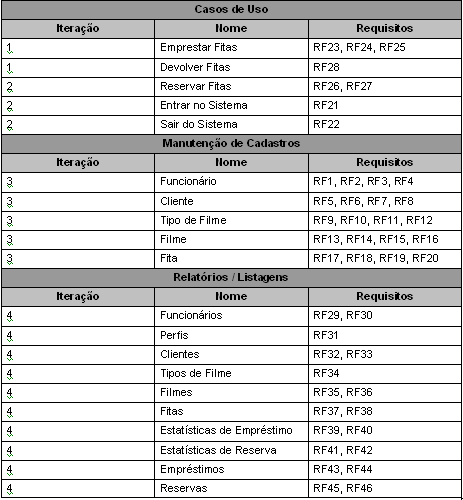 Casos de Uso
Iteração Nome Requisitos
1 Emprestar Fitas RF23, RF24, RF25
1 Devolver Fitas RF28
2 Reservar Fitas RF26, RF27
2 Entrar no Sistema RF21
2 Sair do Sistema RF22
Manutenção de Cadastros
Iteração Nome Requisitos
3 Funcionário RF1, RF2, RF3, RF4
3 Cliente RF5, RF6, RF7, RF8
3 Tipo de Filme RF9, RF10, RF11, RF12
3 Filme RF13, RF14, RF15, RF16
3 Fita RF17, RF18, RF19, RF20
Relatórios / Listagens
Iteração Nome Requisitos
4 Funcionários RF29, RF30
4 Perfis RF31
4 Clientes RF32, RF33
4 Tipos de Filme RF34
4 Filmes RF35, RF36
4 Fitas RF37, RF38
4 Estatísticas de Empréstimo RF39, RF40
4 Estatísticas de Reserva RF41, RF42
4 Empréstimos RF43, RF44
4 Reservas RF45, RF46